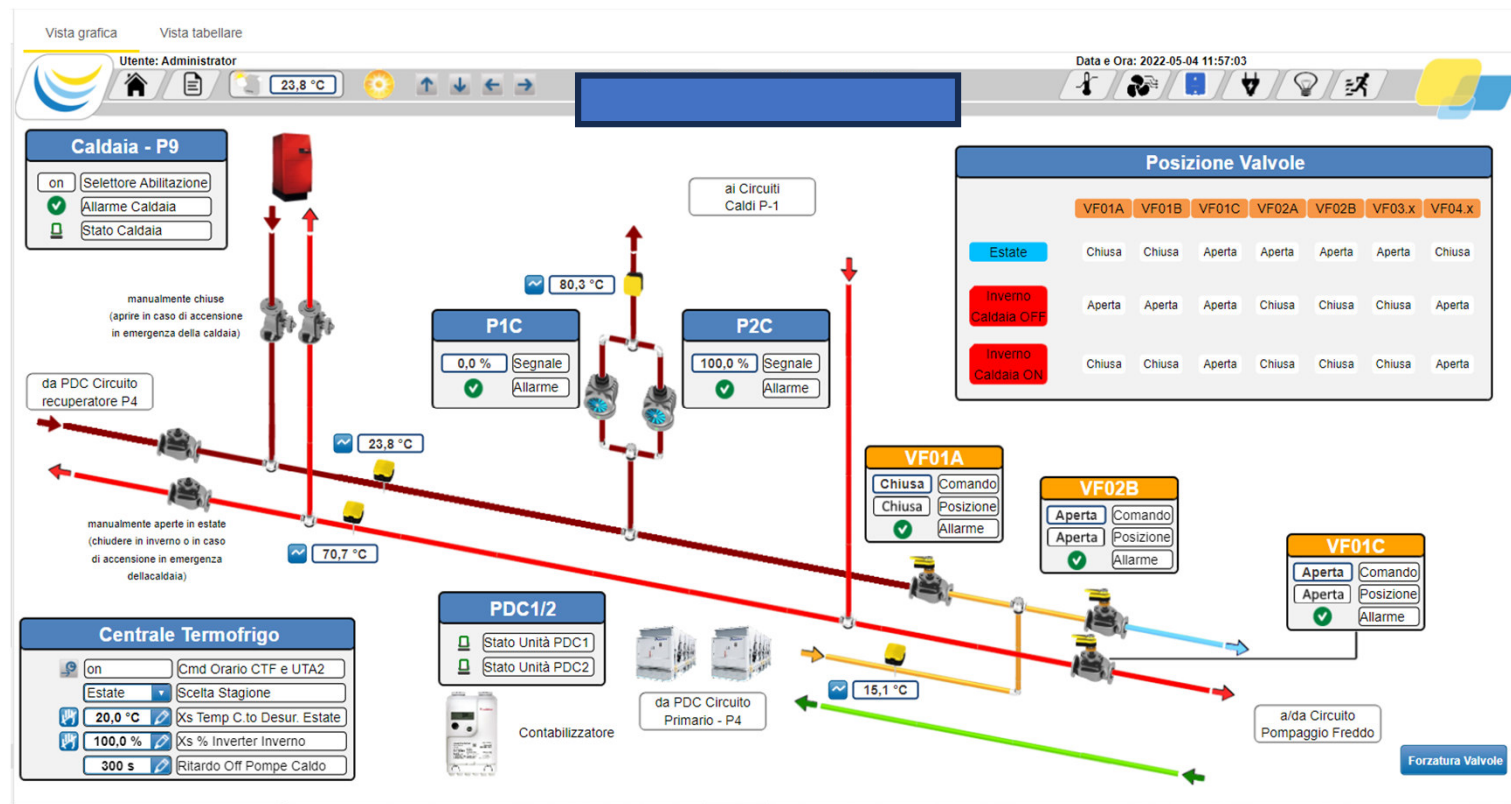 Vista grafica
Vista tabellare
Utente: Administrator
23,8 °C
Data e Ora: 2022-05-04 11:57:03
Caldaia - P9
on Selettore Abilitazione
Allarme Caldaia
Stato Caldaia
ai Circuiti
Caldi P-1
Posizione Valvole
VF01A VF01B VF01C VF02A VF02B VF03.x VF04.x
Estate Chiusa Chiusa Aperta Aperta Aperta Aperta Chiusa
Inverno
Caldaia OFF
Aperta Aperta Aperta Chiusa Chiusa Chiusa Aperta
Inverno
Caldaia ON
Chiusa Chiusa Aperta Chiusa Chiusa Chiusa Aperta
manualmente chiuse
(aprire in caso di accensione
in emergenza della caldaia)
80,3 °C
P1C
0,0 % Segnale
Allarme
P2C
100,0 % Segnale
Allarme
da PDC Circuito
recuperatore P4
23,8 °C
70,7 °C
manualmente aperte in estate
(chiudere in inverno o in caso
di accensione in emergenza
dellacaldaia)
VF01A
Chiusa Comando
Chiusa Posizione
Allarme
VF02B
Aperta Comando
Aperta Posizione
Allarme
VF01C
Aperta Comando
Aperta Posizione
Allarme
Centrale Termofrigo
on Cmd Orario CTF e UTA2
Estate Scelta Stagione
20,0 °C Xs Temp C.to Desur. Estate
100,0 % Xs % Inverter Inverno
300 s Ritardo Off Pompe Caldo
PDC1/2
Stato Unità PDC1
Stato Unità PDC2
Contabilizzatore
da PDC Circuito
Primario - P4
15,1 °C
a/da Circuito
Pompaggio Freddo
Forzatura Valvole